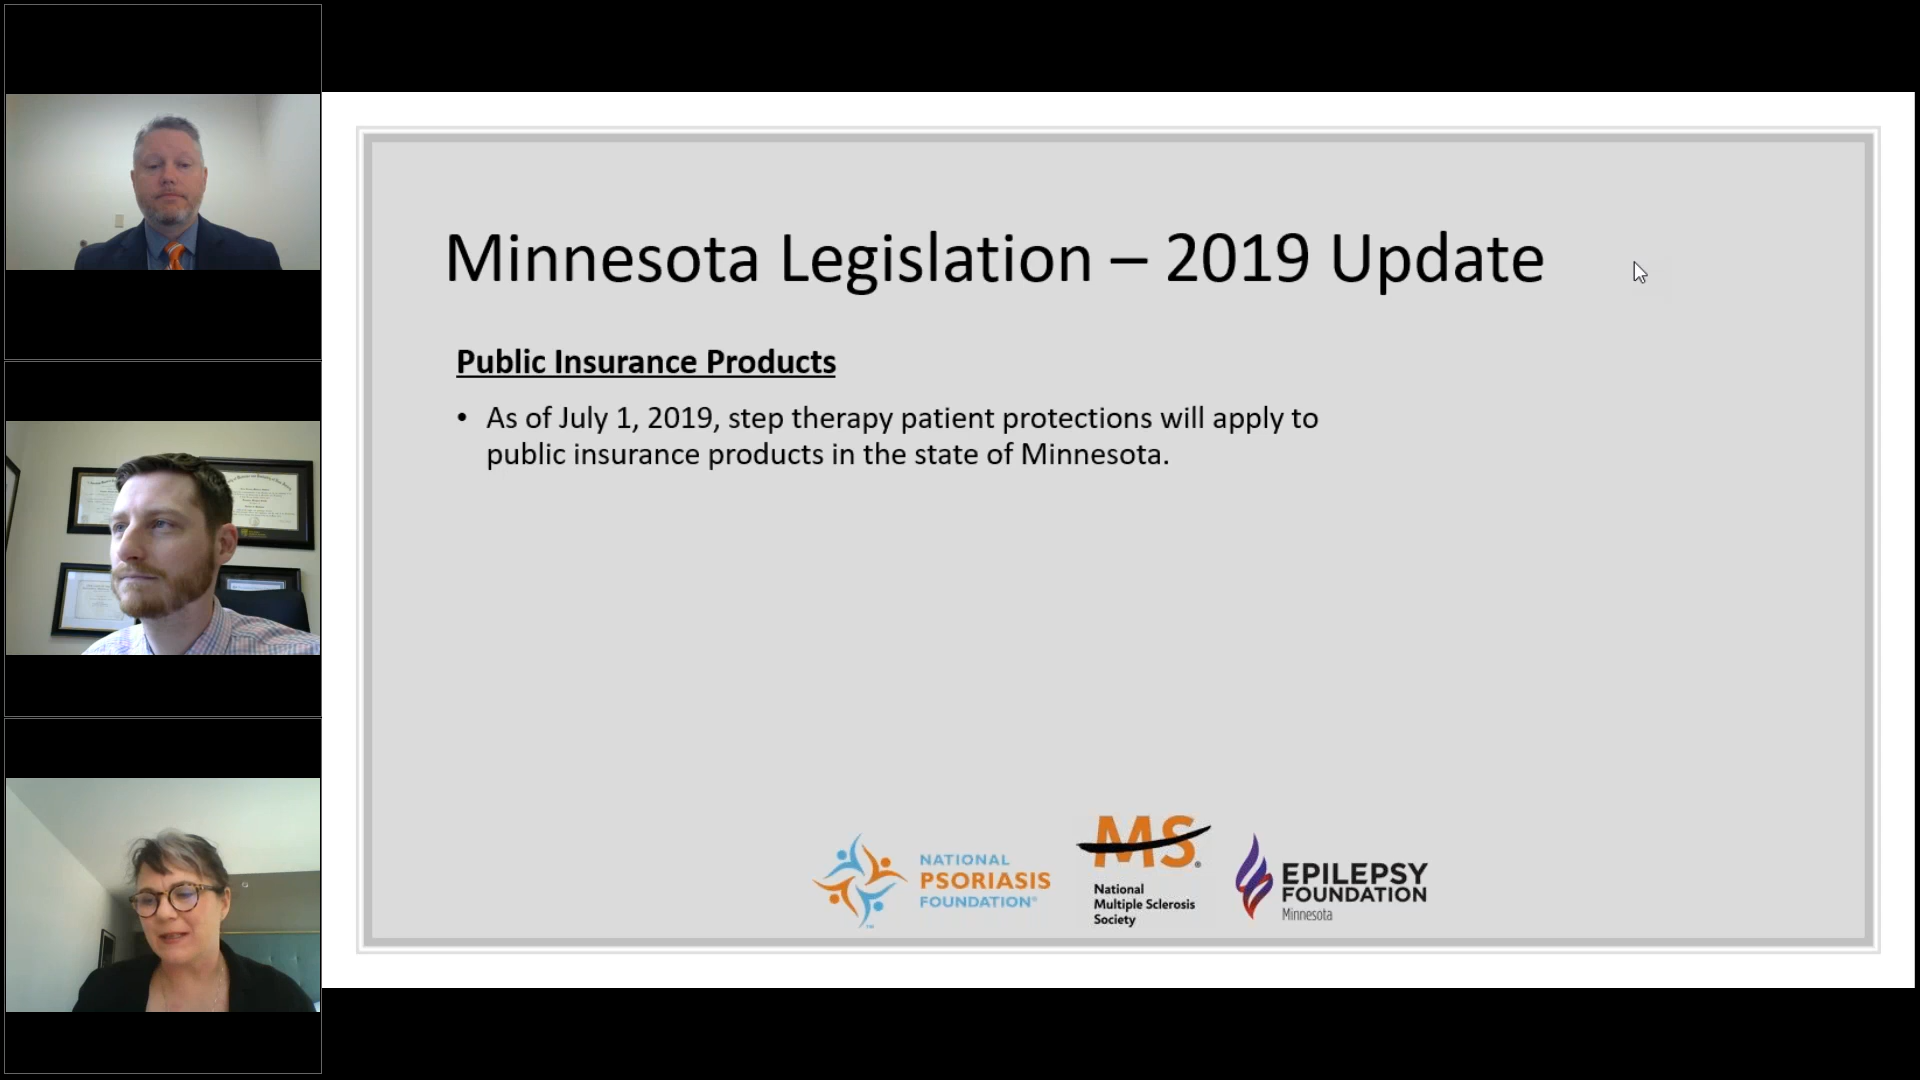 Minnesota Legislation – 2019 Update
Public Insurance Products
• As of July 1, 2019, step therapy patient protections will apply to
public insurance products in the state of Minnesota.
NATIONAL
PSORIASIS
FOUNDATION®
™
MS®
National
Multiple Sclerosis
Society
EPILEPSY
FOUNDATION
Minnesota